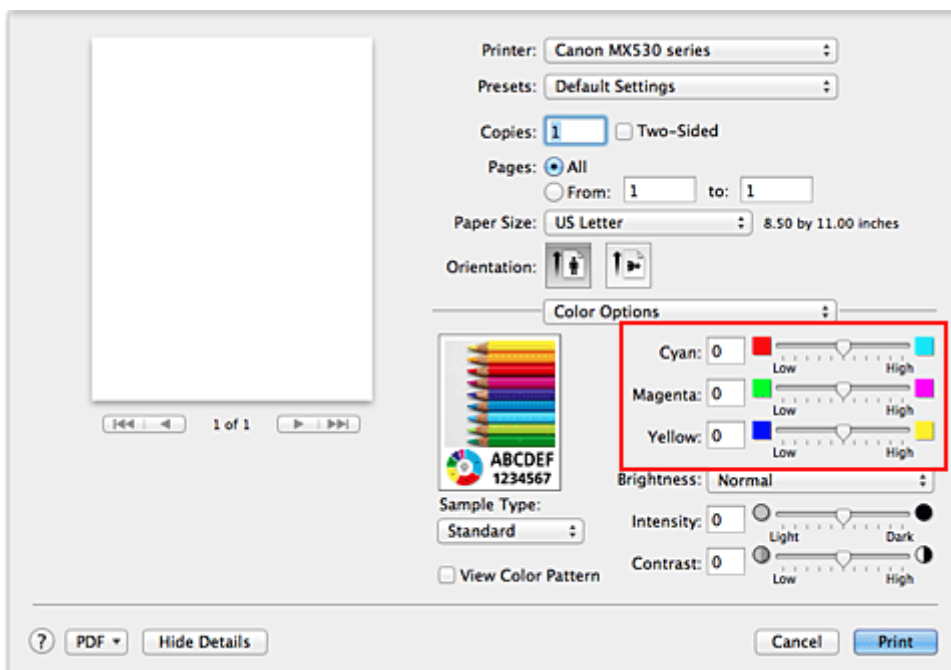 Printer: Canon MX530 series
Presets: Default Settings
Copies: 1 Two-Sided
Pages: All
From: 1 to: 1
Paper Size: US Letter 8.50 by 11.00 inches
Orientation:
Color Options
Cyan: 0
Low High
Magenta: 0
Low High
Yellow: 0
Low High
1 of 1
ABCDEF
1234567
Brightness: Normal
Sample Type:
Standard
Intensity: 0
Light Dark
Contrast: 0
Low High
View Color Pattern
? PDF Hide Details Cancel Print